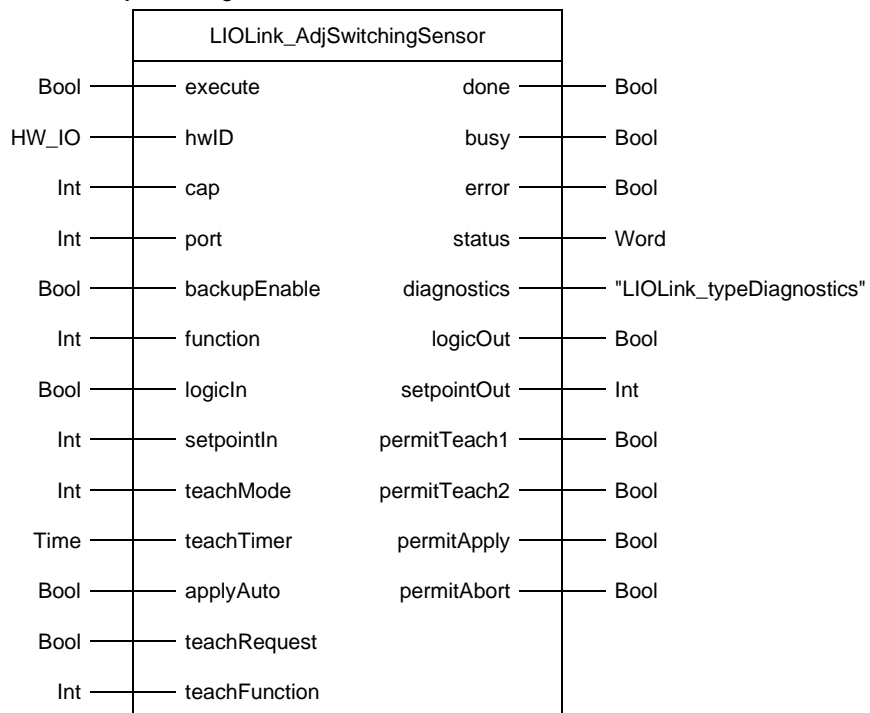 LIOLink_AdjSwitchingSensor
Bool execute done Bool
HW_IO hwID busy Bool
Int cap error Bool
Int port status Word
Bool backupEnable diagnostics "LIOLink_typeDiagnostics"
Int function logicOut Bool
Bool logicIn setpointOut Int
Int setpointIn permitTeach1 Bool
Int teachMode permitTeach2 Bool
Time teachTimer permitApply Bool
Bool applyAuto permitAbort Bool
Bool teachRequest
Int teachFunction